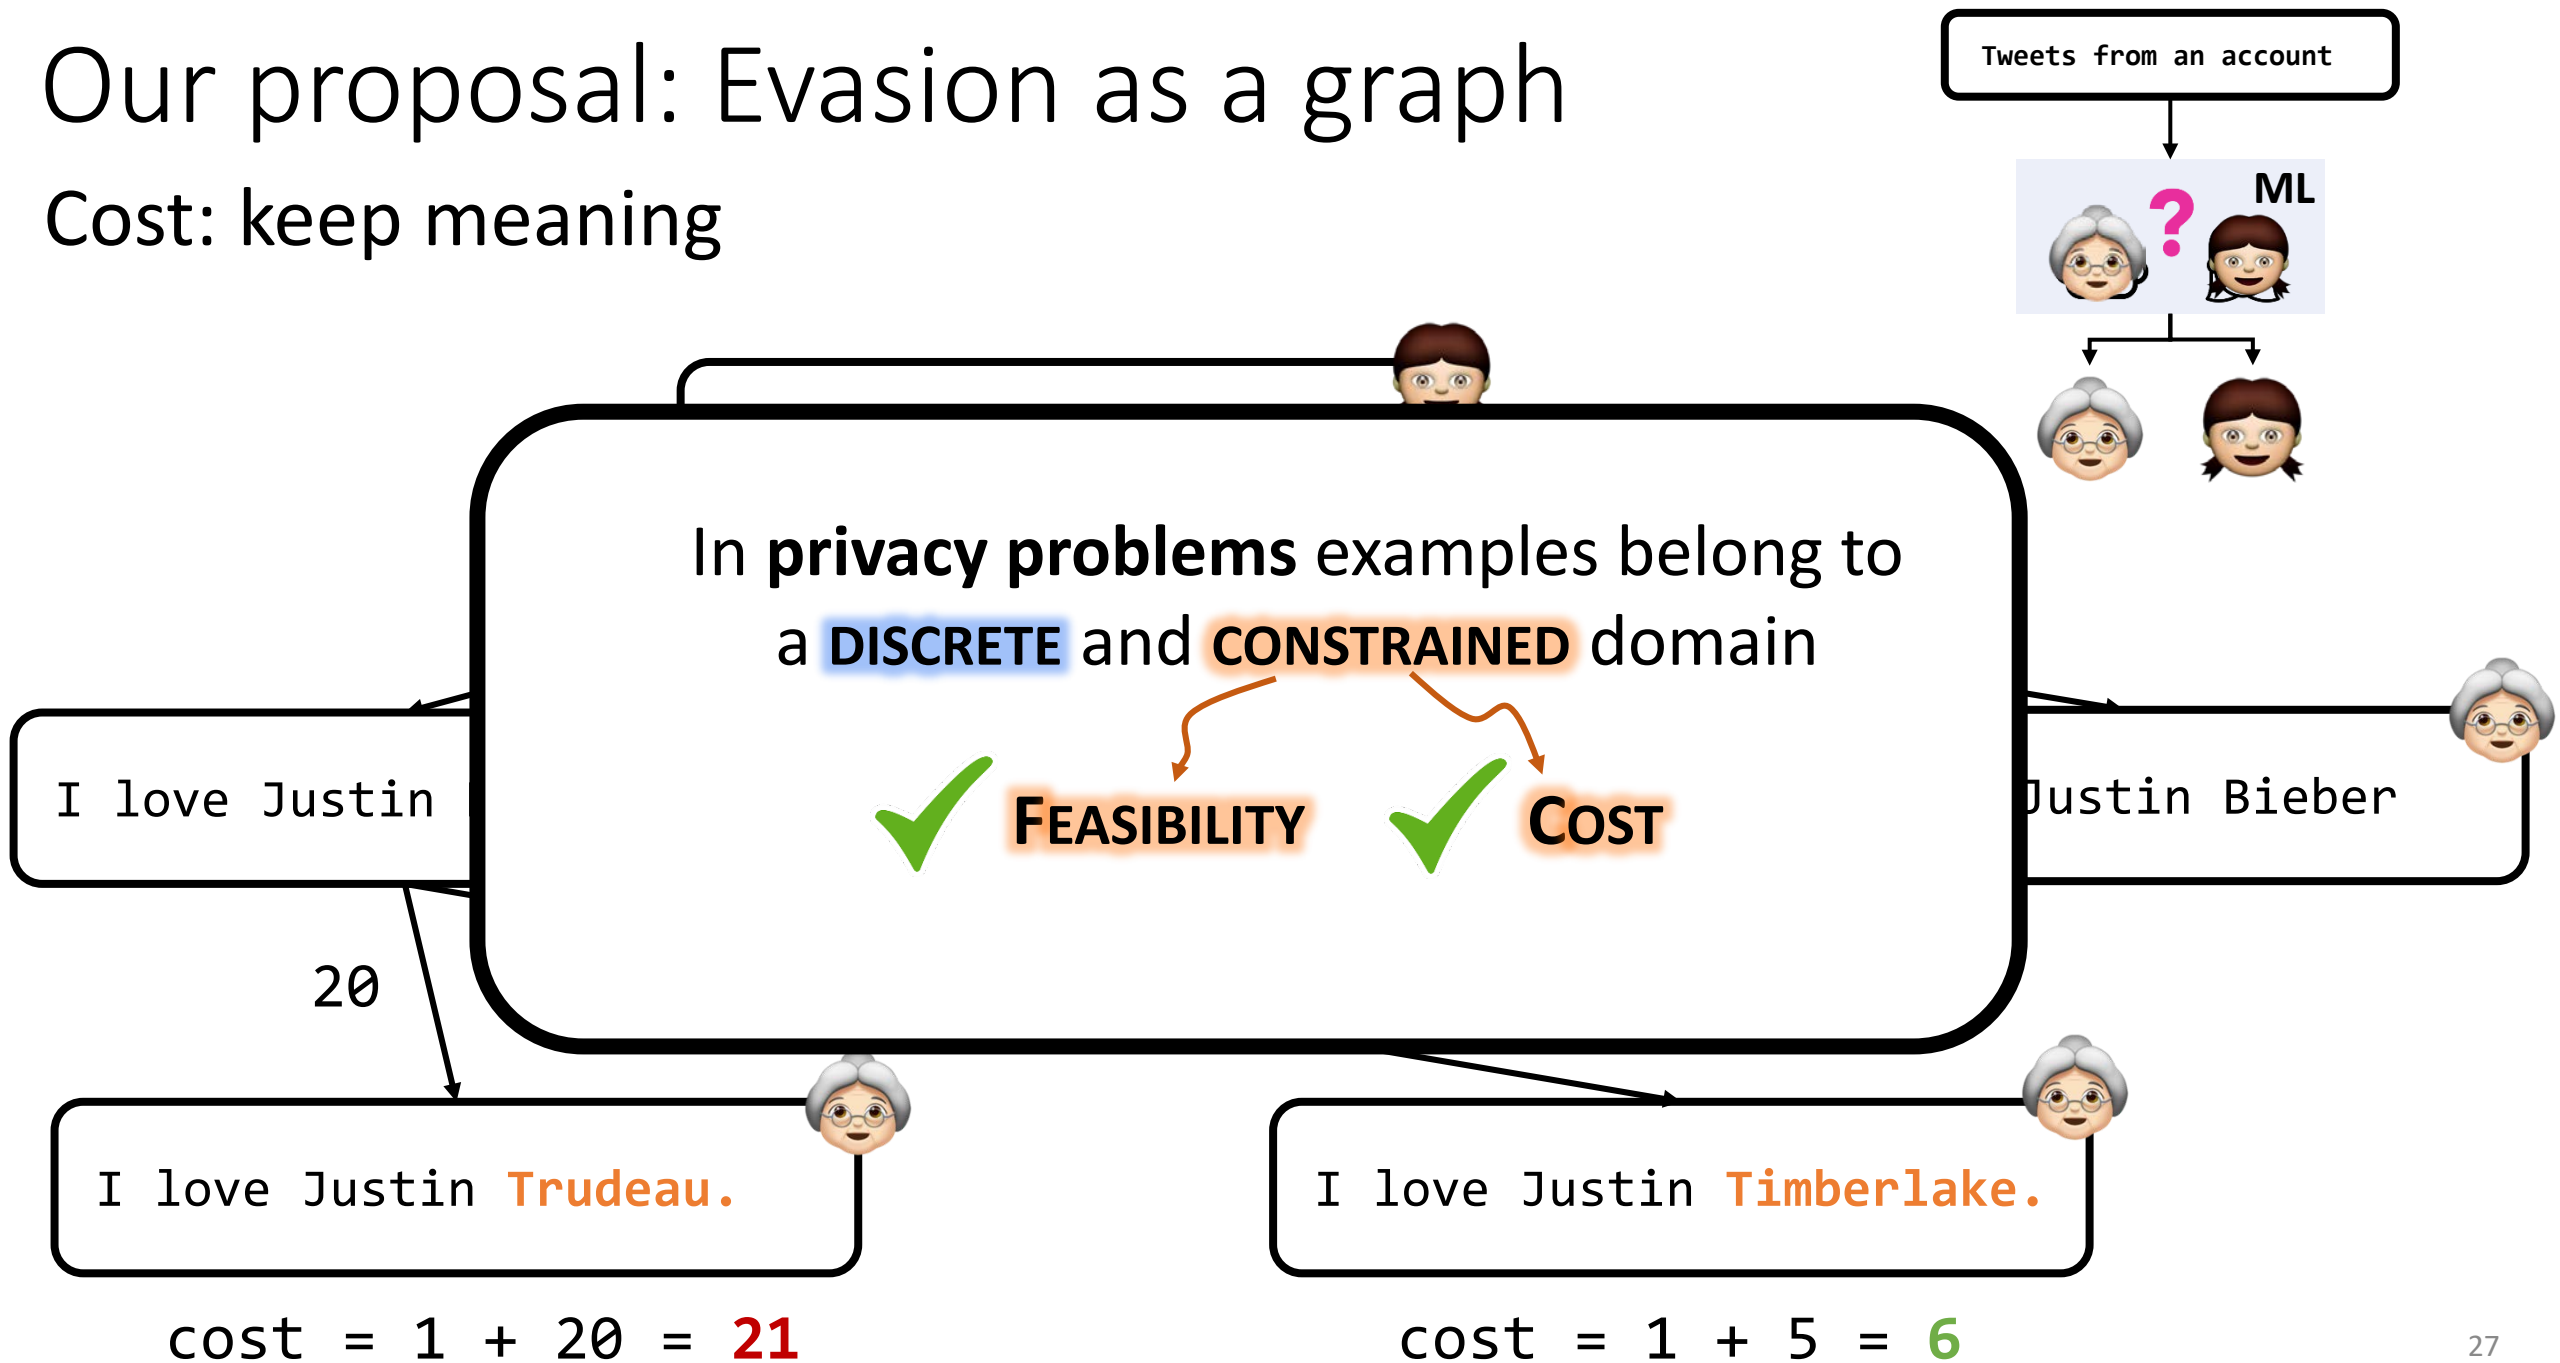 Our proposal: Evasion as a graph
Tweets from an account
Cost: keep meaning
ML
?
In privacy problems examples belong to
a DISCRETE and CONSTRAINED domain
FEASIBILITY
COST
I love Justin
Justin Bieber
20
I love Justin Trudeau.
I love Justin Timberlake.
cost = 1 + 20 = 21
cost = 1 + 5 = 6
27